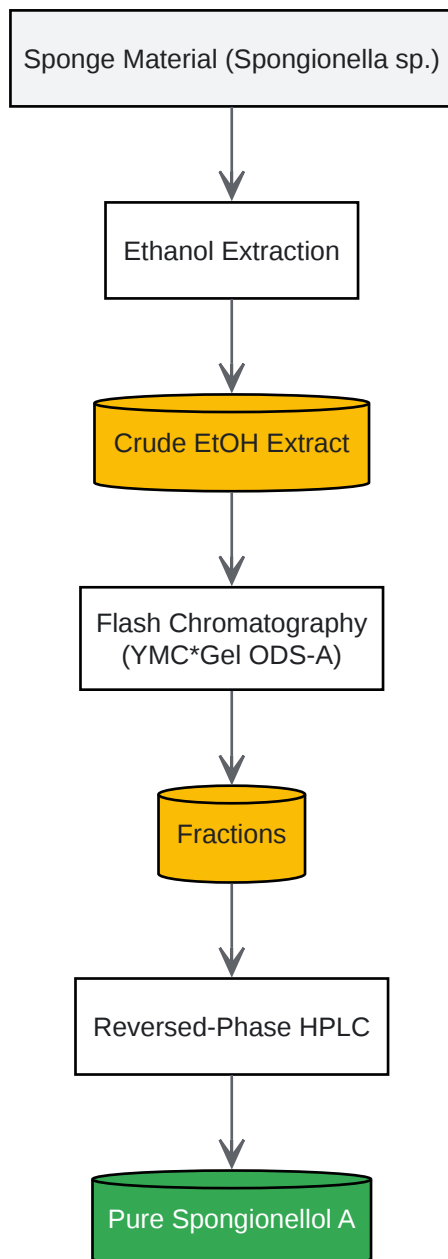 Sponge Material (Spongionella sp.)
Ethanol Extraction
Crude EtOH Extract
Flash Chromatography
(YMC*Gel ODS-A)
Fractions
Reversed-Phase HPLC
Pure Spongionellol A